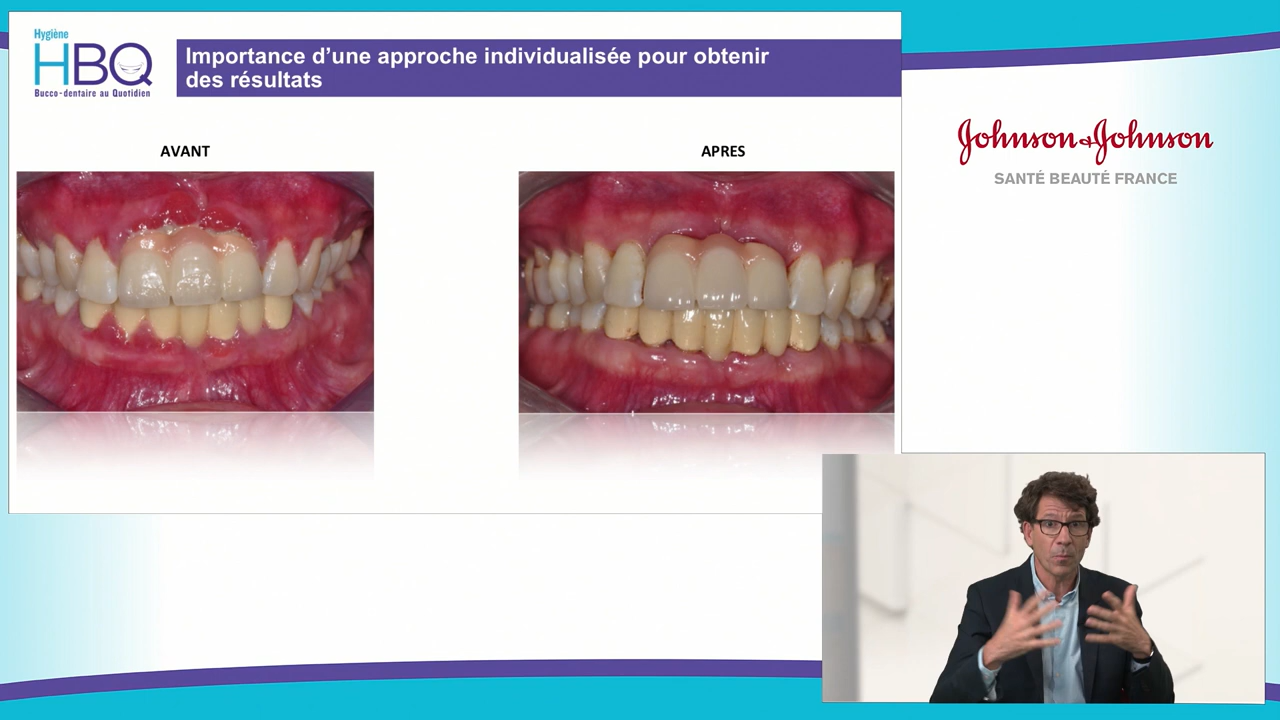 Hygiène
HBQ
Bucco-dentaire au Quotidien
Importance d’une approche individualisée pour obtenir
des résultats
AVANT
APRES
Johnson & Johnson
SANTÉ BEAUTÉ FRANCE